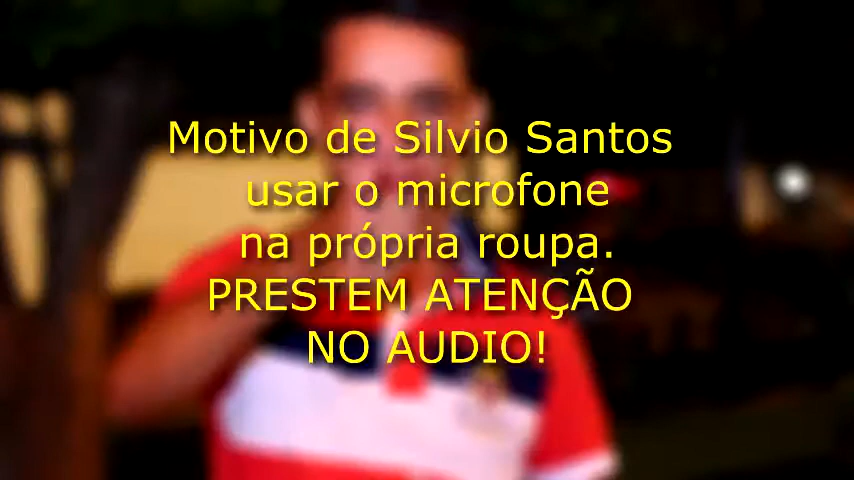 Motivo de Silvio Santos
usar o microfone
na própria roupa.
PRESTEM ATENÇÃO
NO AUDIO!